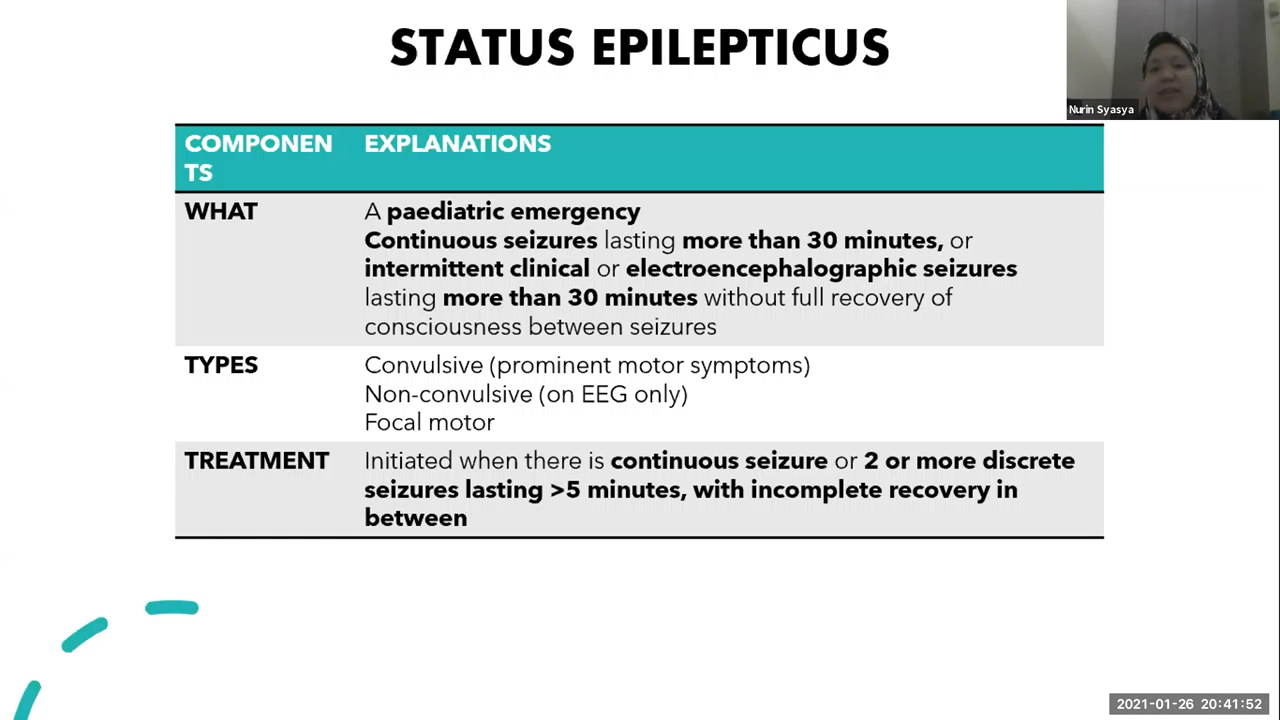 STATUS EPILEPTICUS
Nurin Syasya
COMPONEN
TS
EXPLANATIONS
WHAT
A paediatric emergency
Continuous seizures lasting more than 30 minutes, or
intermittent clinical or electroencephalographic seizures
lasting more than 30 minutes without full recovery of
consciousness between seizures
TYPES
Convulsive (prominent motor symptoms)
Non-convulsive (on EEG only)
Focal motor
TREATMENT
Initiated when there is continuous seizure or 2 or more discrete
seizures lasting >5 minutes, with incomplete recovery in
between
2021-01-26 20:41:52